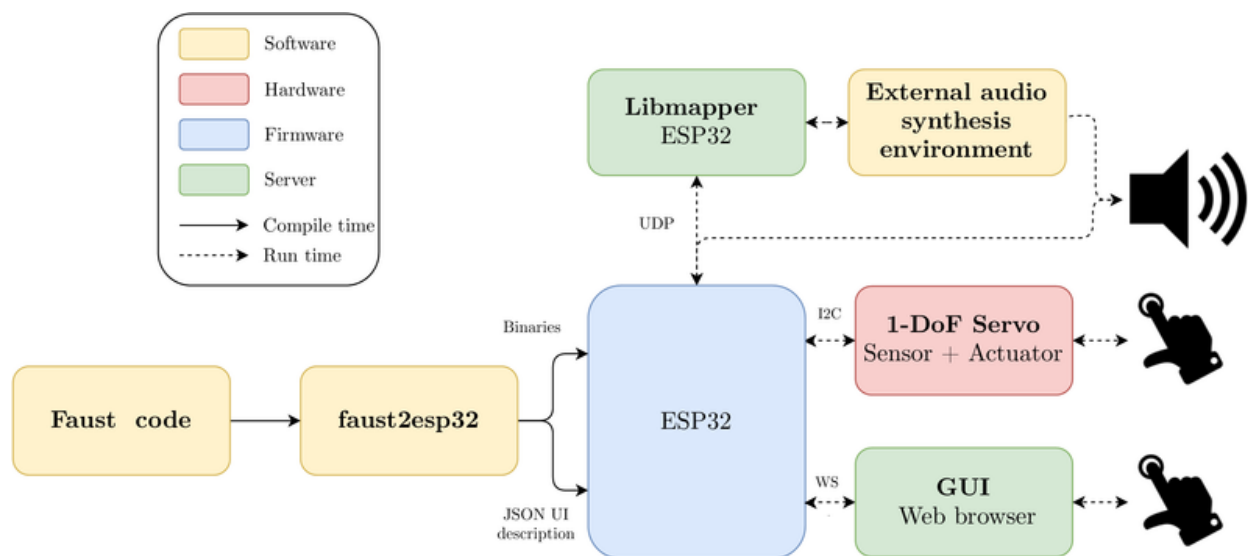 Software
Hardware
Firmware
Server
Compile time
Run time
Libmapper
ESP32
External audio
synthesis
environment
UDP
Binaries
I2C
1-DoF Servo
Sensor + Actuator
Faust code
faust2esp32
ESP32
JSON UI
description
WS
GUI
Web browser